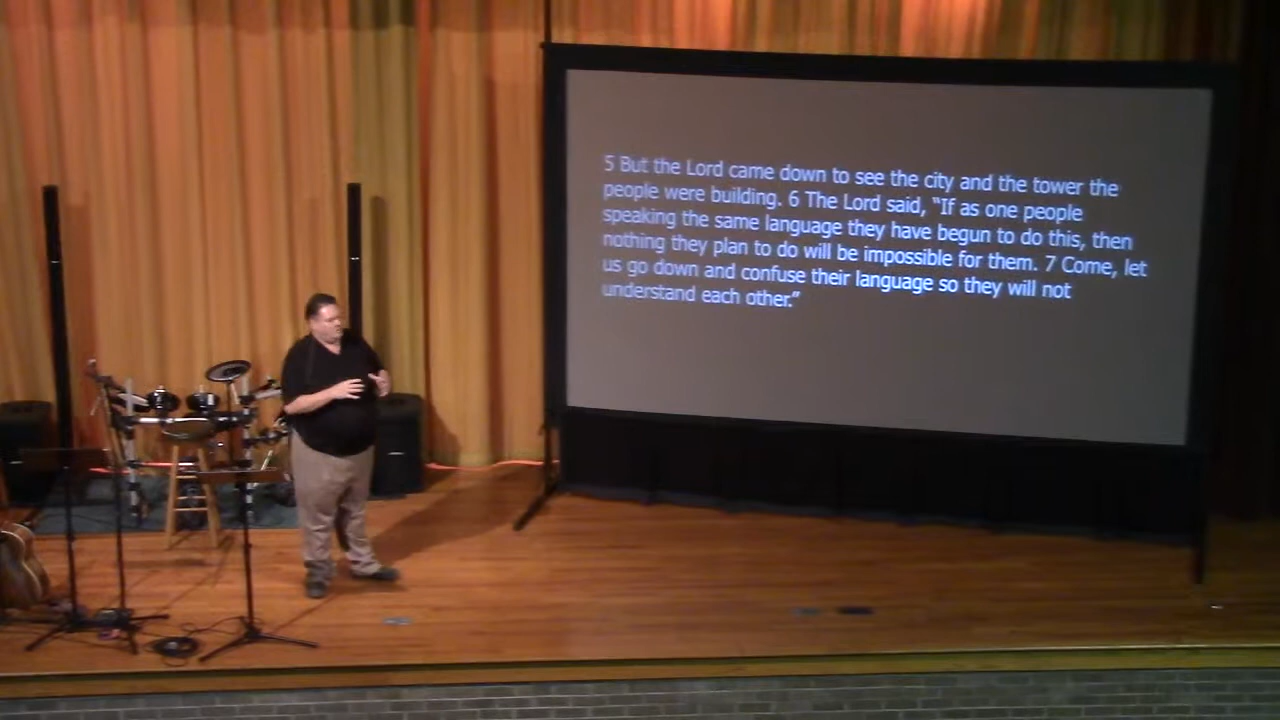 5 But the Lord came down to see the city and the tower the
people were building. 6 The Lord said, “If as one people
speaking the same language they have begun to do this, then
nothing they plan to do will be impossible for them. 7 Come, let
us go down and confuse their language so they will not
understand each other.”